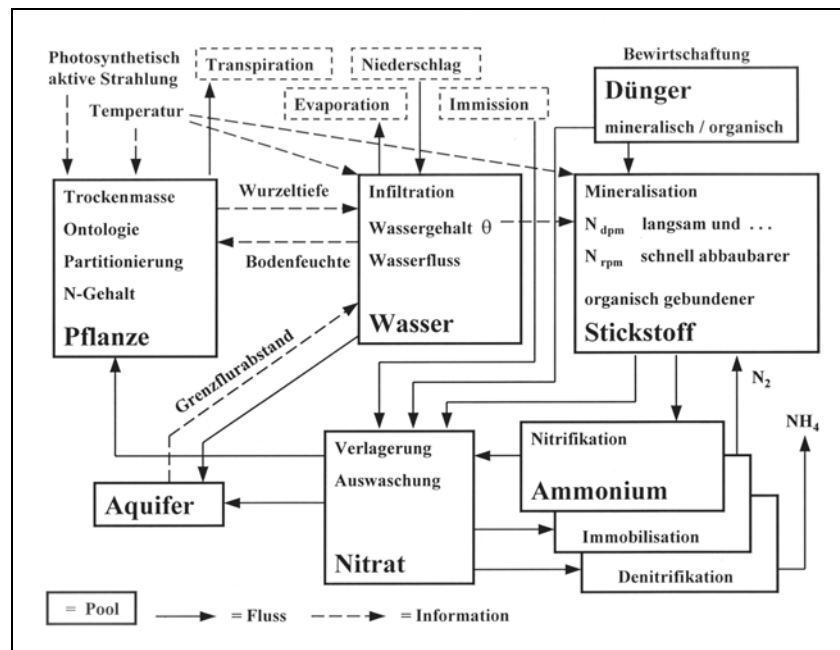 Photosynthetisch
aktive Strahlung
Transpiration
Niederschlag
Bewirtschaftung
Temperatur
Evaporation
Immission
Dünger
mineralisch / organisch
Trockenmasse
Ontologie
Partitionierung
N-Gehalt
Pflanze
Wurzeltiefe
Bodenfeuchte
Infiltration
Wassergehalt θ
Wasserfluss
Wasser
Mineralisation
N dpm langsam und . . .
N rpm schnell abbaubarer
organisch gebundener
Stickstoff
Grenzflurabstand
N2
NH4
Verlagerung
Auswaschung
Nitrat
Nitrifikation
Ammonium
Immobilisation
Denitrifikation
Aquifer
= Pool
= Fluss
= Information